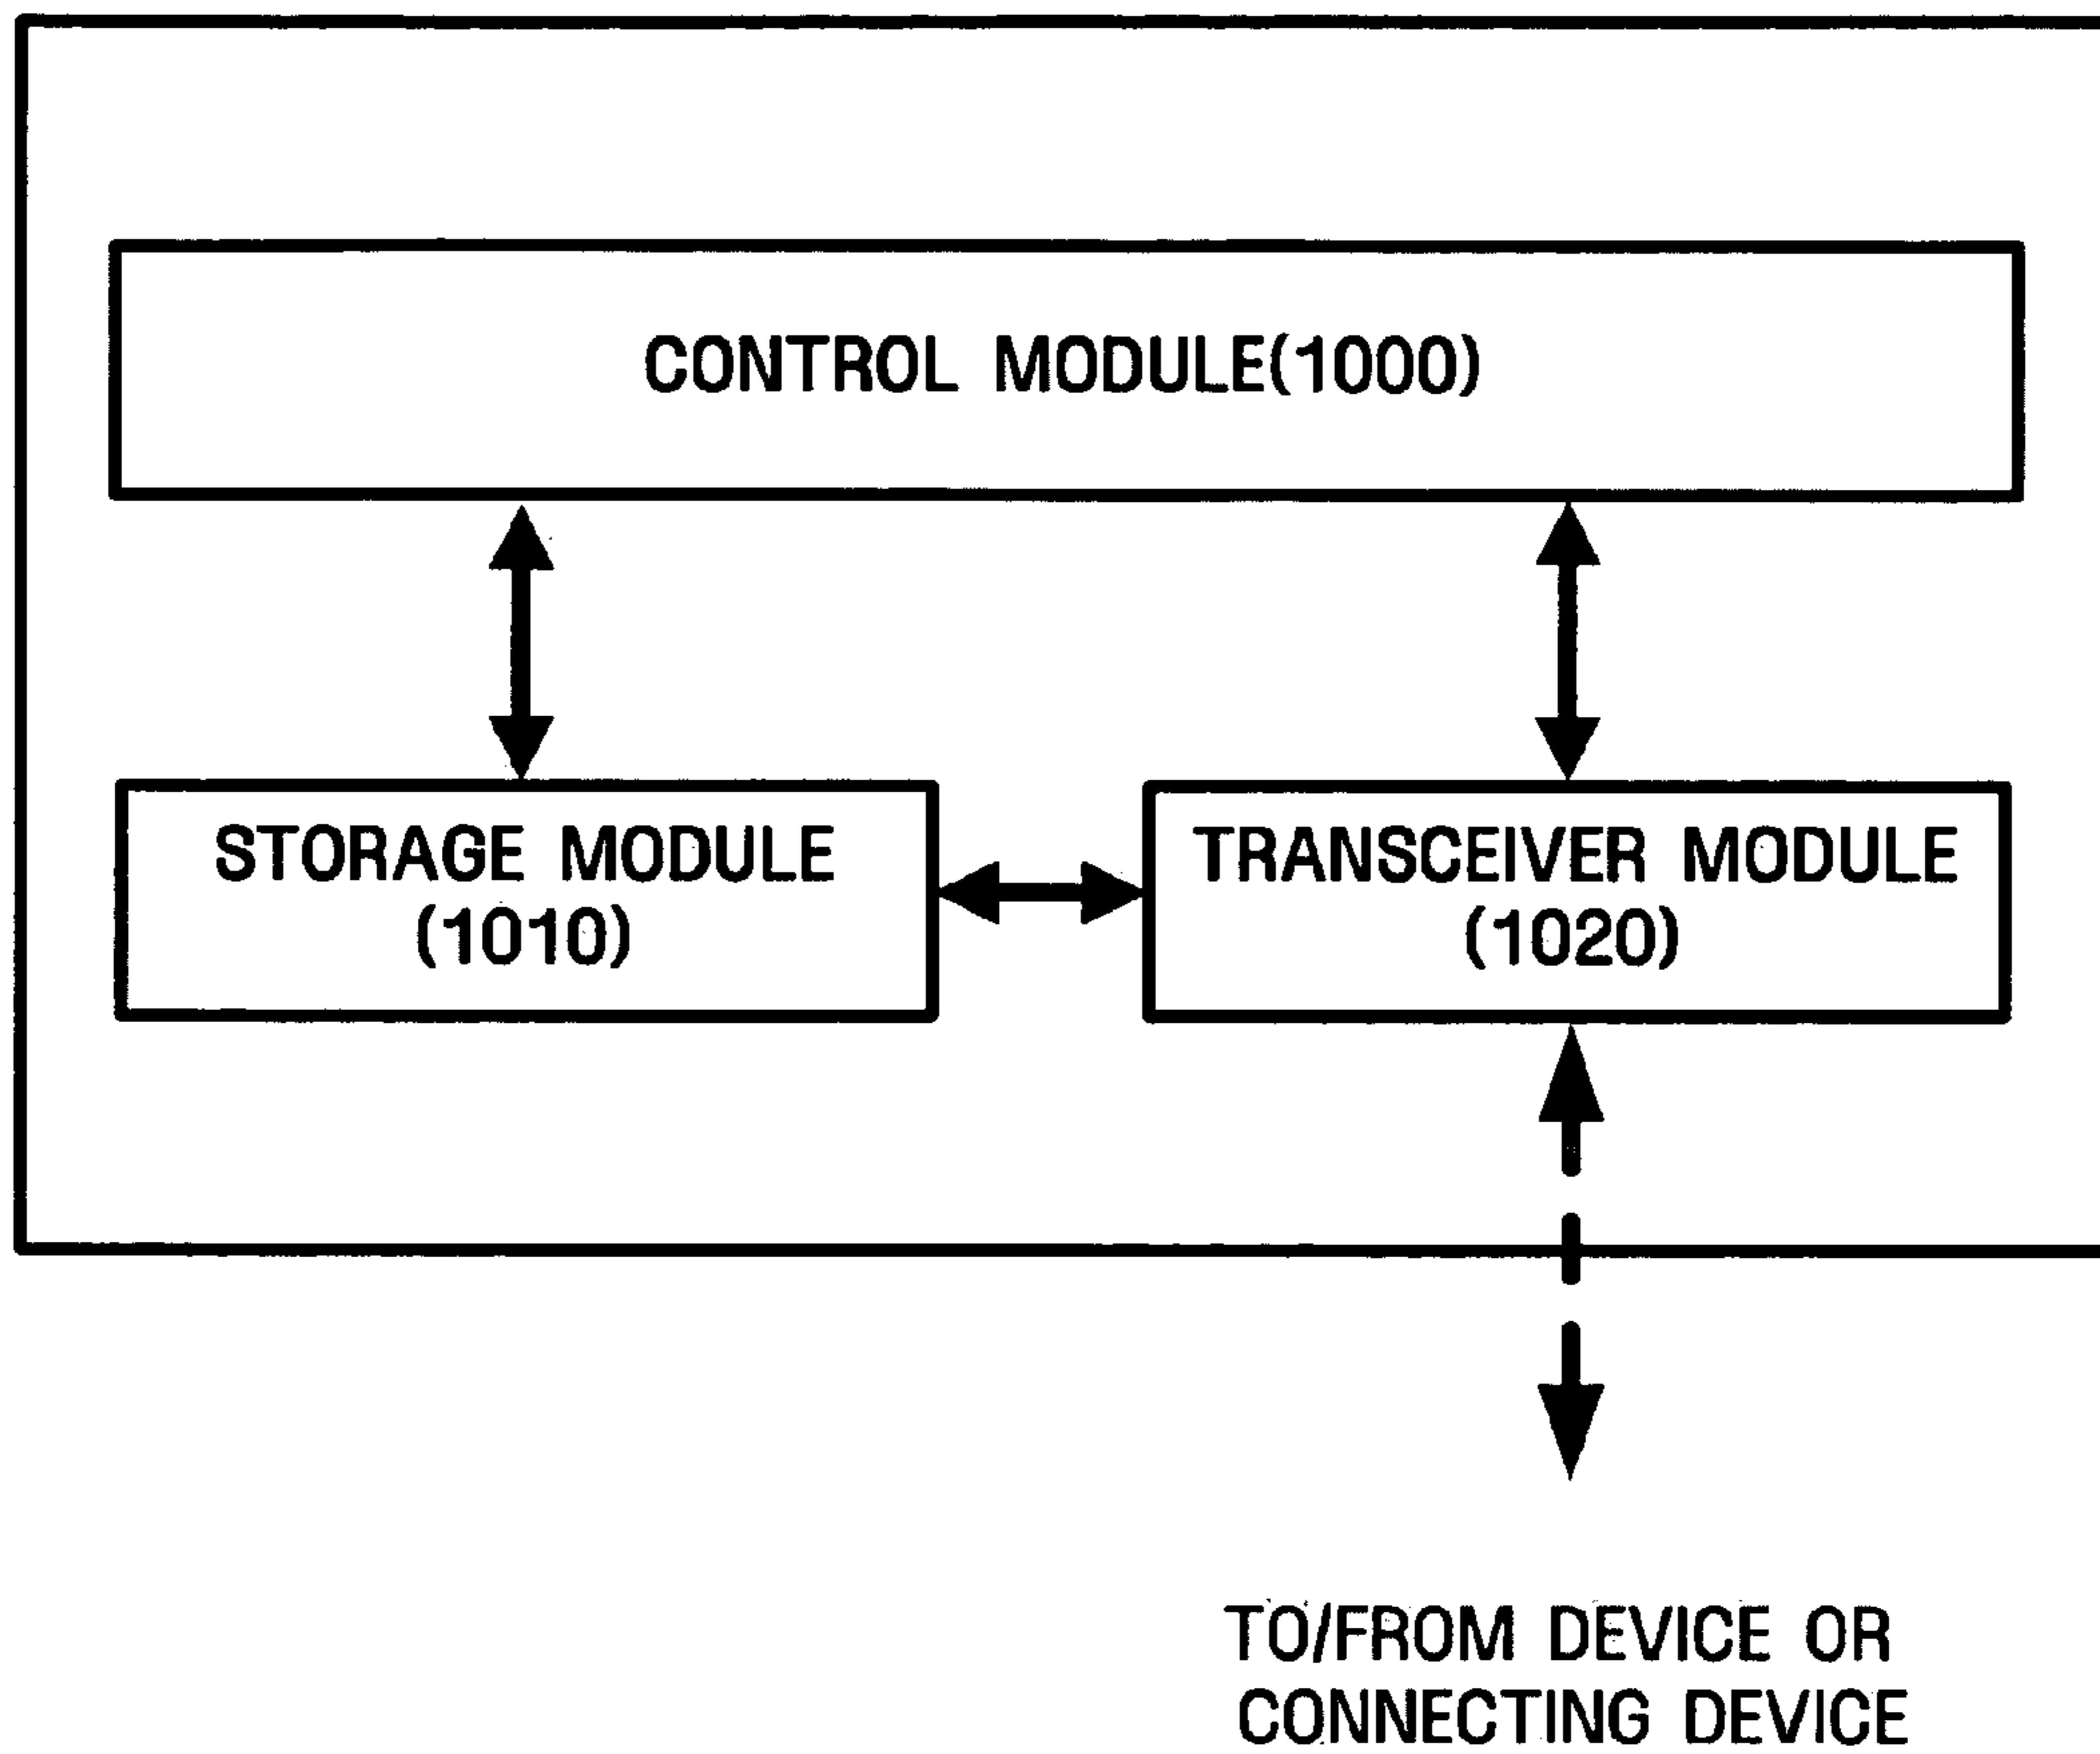 CONTROL MODULE(1000)
STORAGE MODULE
(1010)
TRANSCEIVER MODULE
(1020)
TO/FROM DEVICE OR
CONNECTING DEVICE